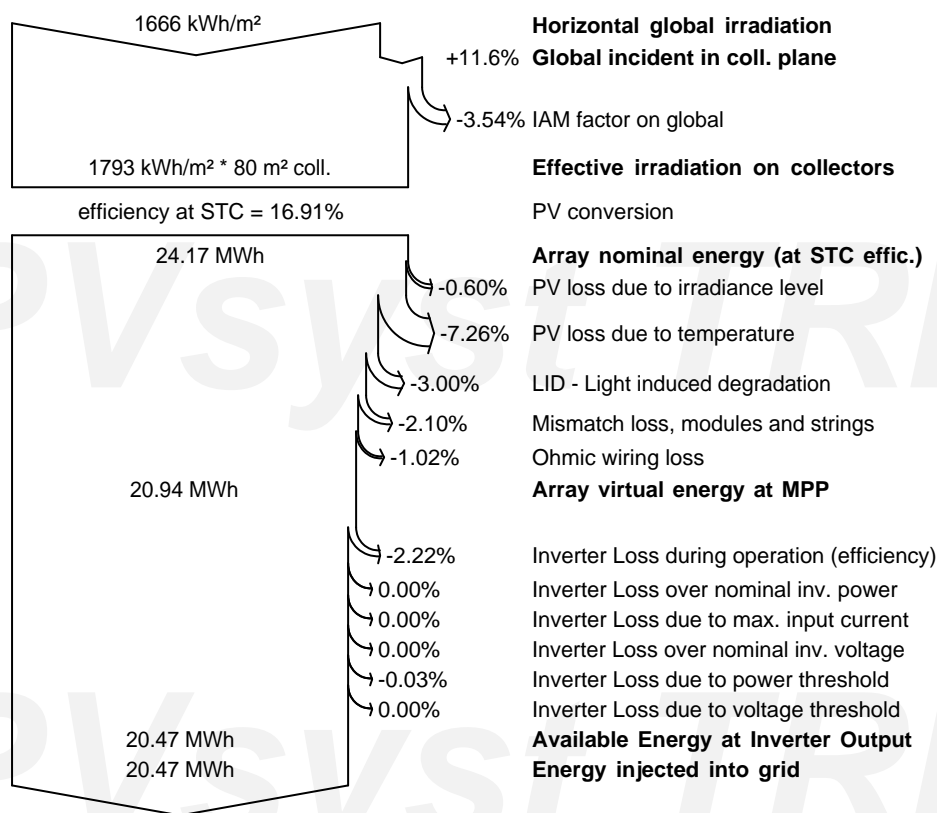 1666 kWh/m² Horizontal global irradiation
+11.6% Global incident in coll. plane
-3.54% IAM factor on global
1793 kWh/m² * 80 m² coll. Effective irradiation on collectors
efficiency at STC = 16.91% PV conversion
24.17 MWh Array nominal energy (at STC effic.)
-0.60% PV loss due to irradiance level
-7.26% PV loss due to temperature
-3.00% LID - Light induced degradation
-2.10% Mismatch loss, modules and strings
-1.02% Ohmic wiring loss
20.94 MWh Array virtual energy at MPP
-2.22% Inverter Loss during operation (efficiency)
0.00% Inverter Loss over nominal inv. power
0.00% Inverter Loss due to max. input current
0.00% Inverter Loss over nominal inv. voltage
-0.03% Inverter Loss due to power threshold
0.00% Inverter Loss due to voltage threshold
20.47 MWh Available Energy at Inverter Output
20.47 MWh Energy injected into grid
PVsyst TRI
PVsyst TRI